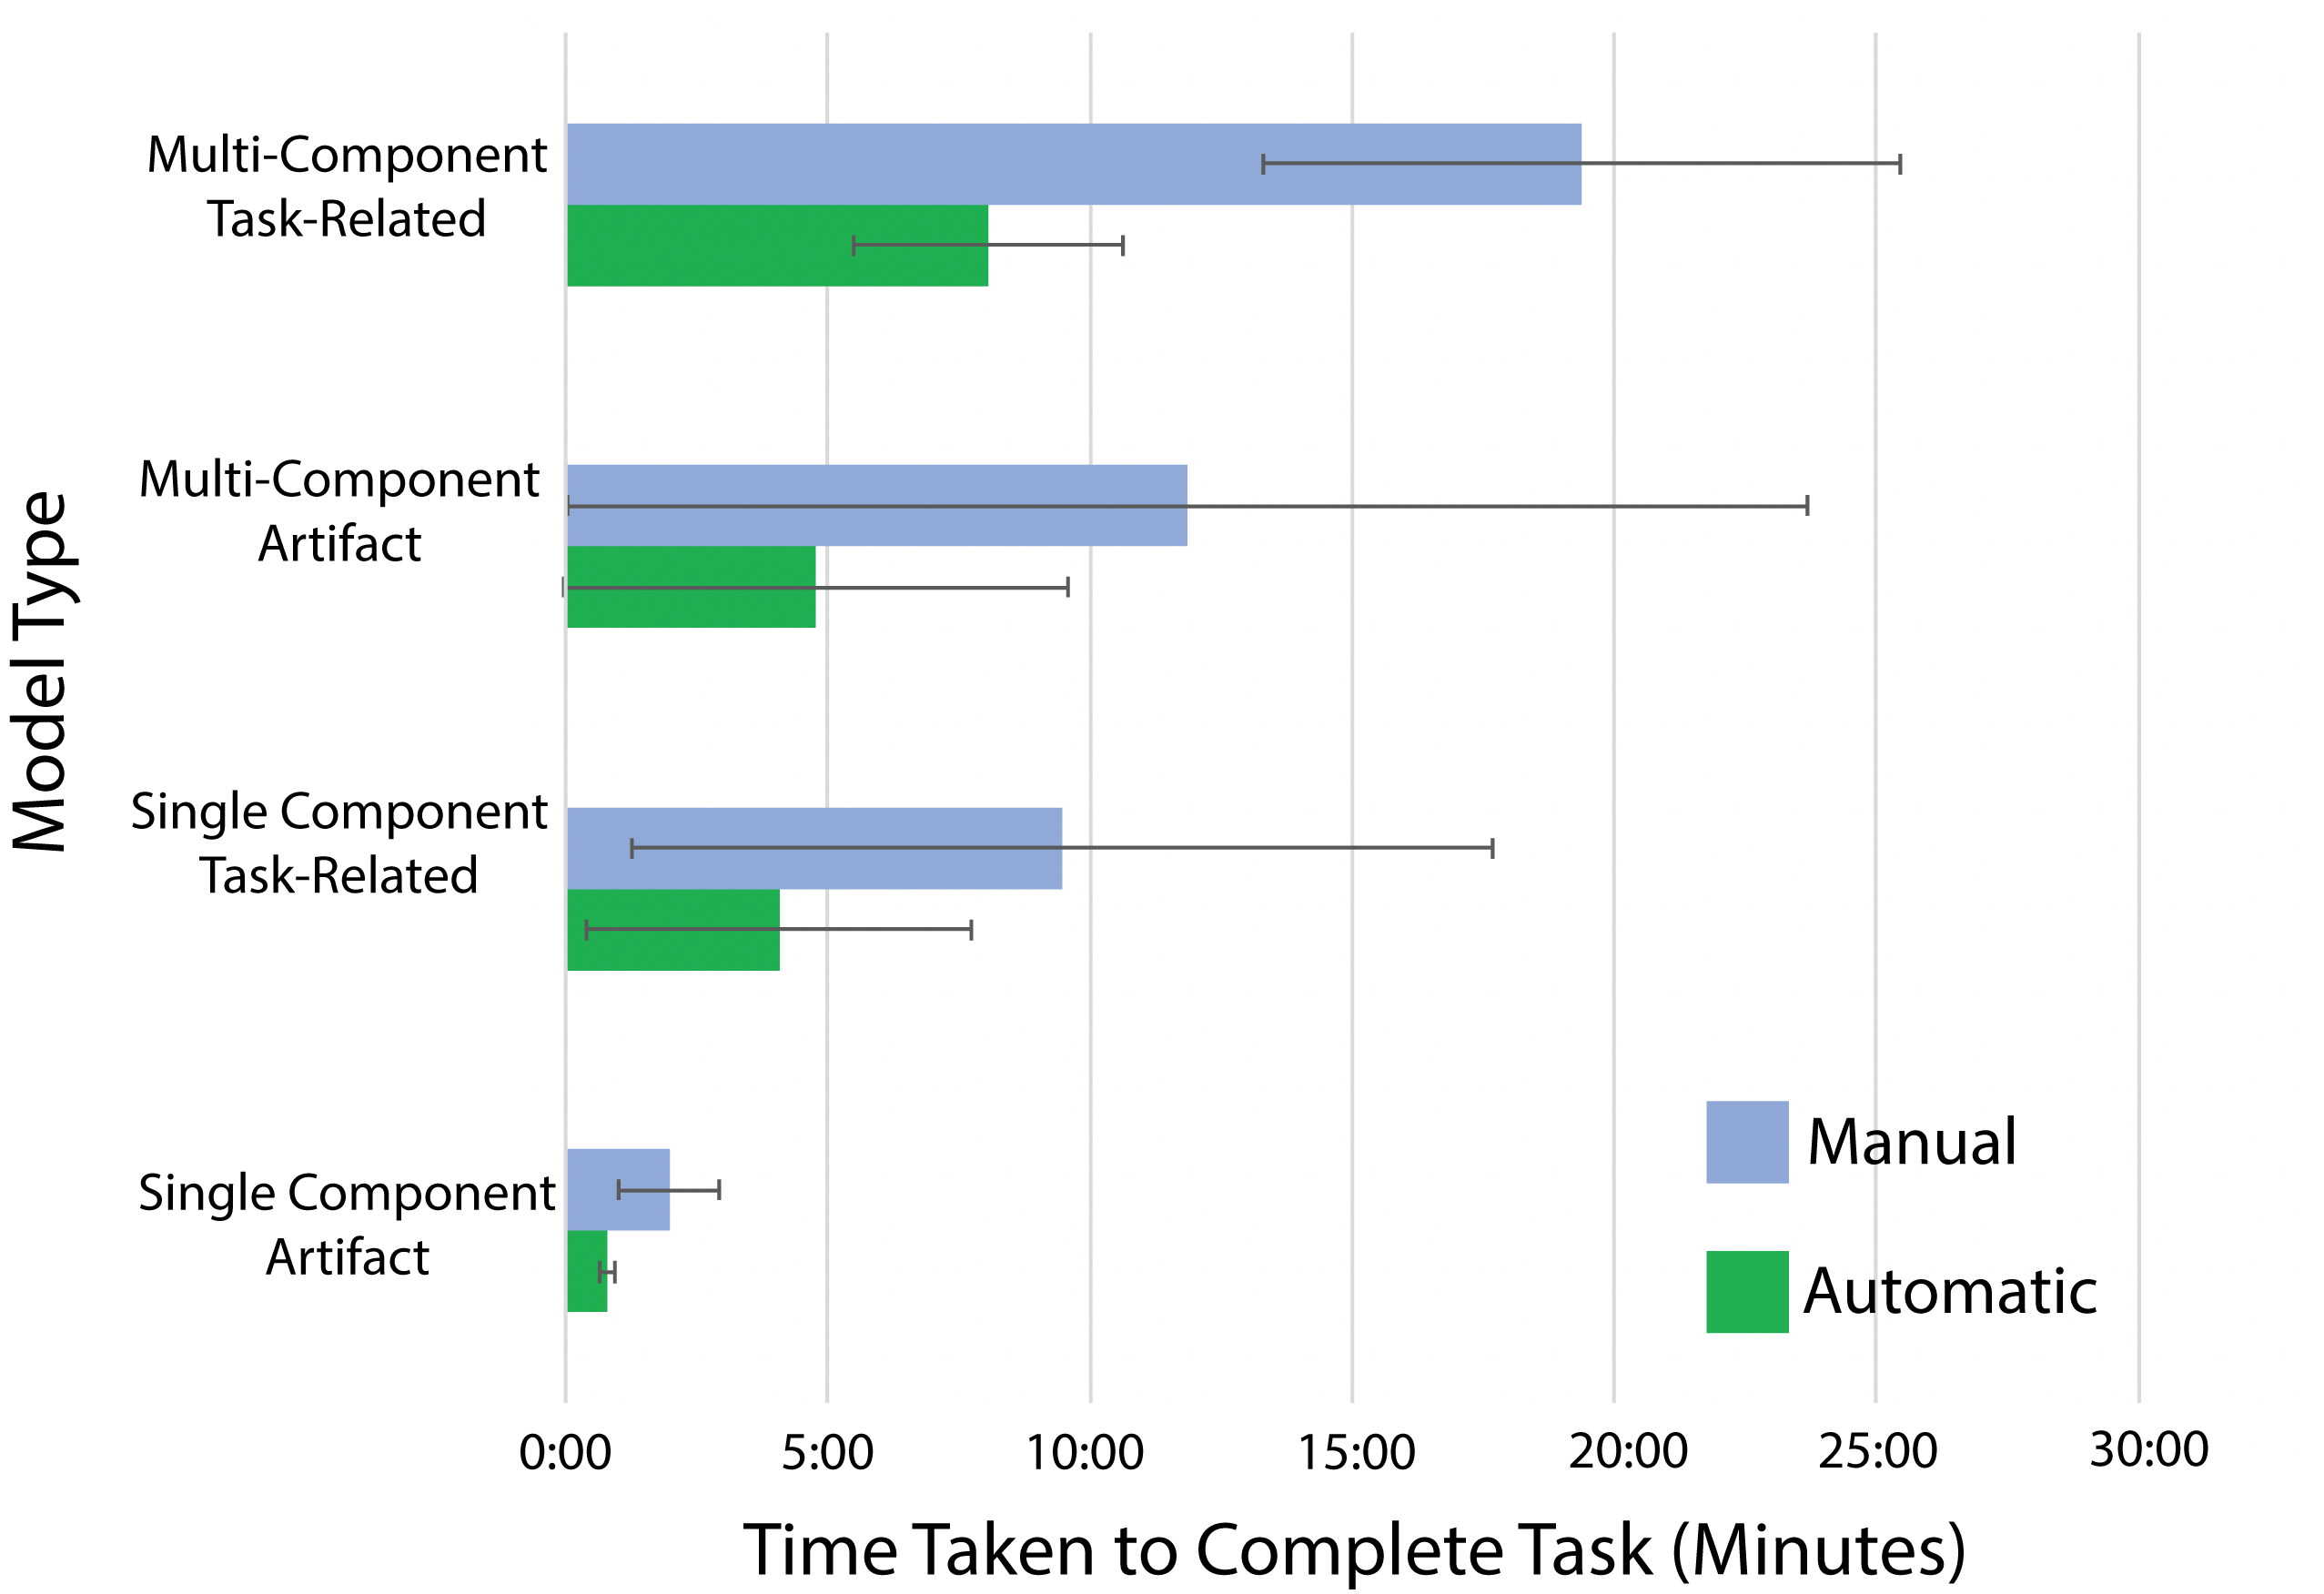 Multi-Component
Task-Related
Multi-Component
Artifact
Model Type
Single Component
Task-Related
Single Component
Artifact
Manual
Automatic
0:00 5:00 10:00 15:00 20:00 25:00 30:00
Time Taken to Complete Task (Minutes)